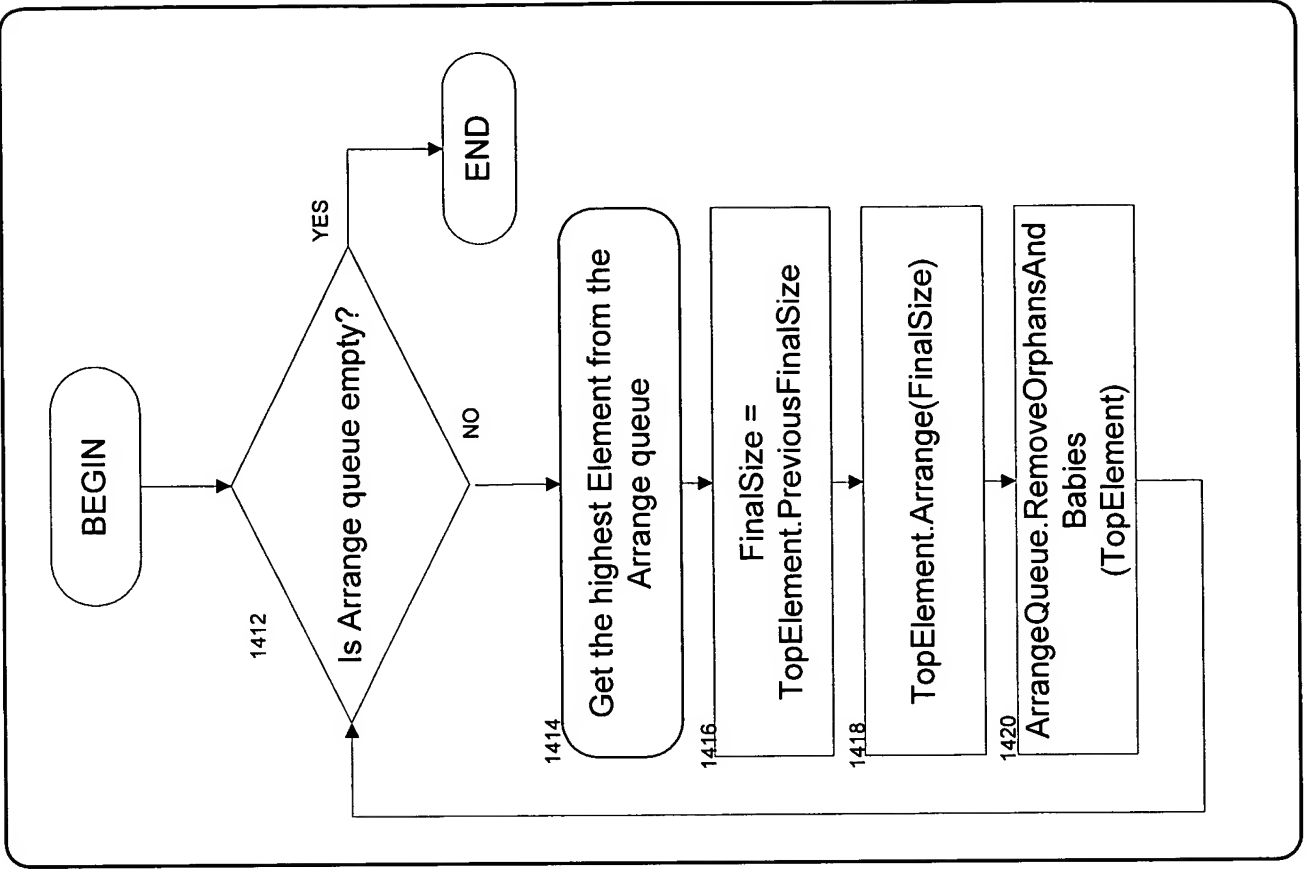 BEGIN
1412
Is Arrange queue empty?
YES
END
NO
1414
Get the highest Element from the
Arrange queue
1416
FinalSize =
TopElement.PreviousFinalSize
1418
TopElement.Arrange(FinalSize)
1420
ArrangeQueue.RemoveOrphansAnd
Babies
(TopElement)